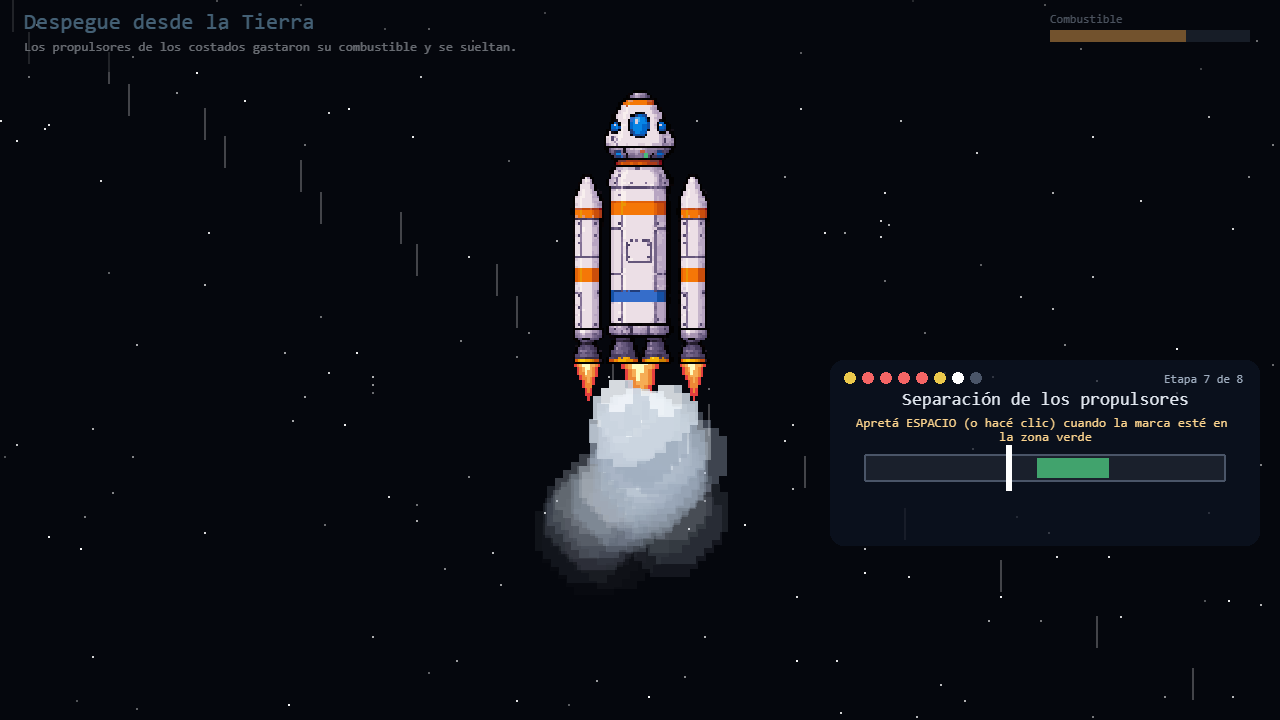 Despegue desde la Tierra
Los propulsores de los costados gastaron su combustible y se sueltan.
Combustible
Etapa 7 de 8
Separación de los propulsores
Apretá ESPACIO (o hacé clic) cuando la marca esté en
la zona verde